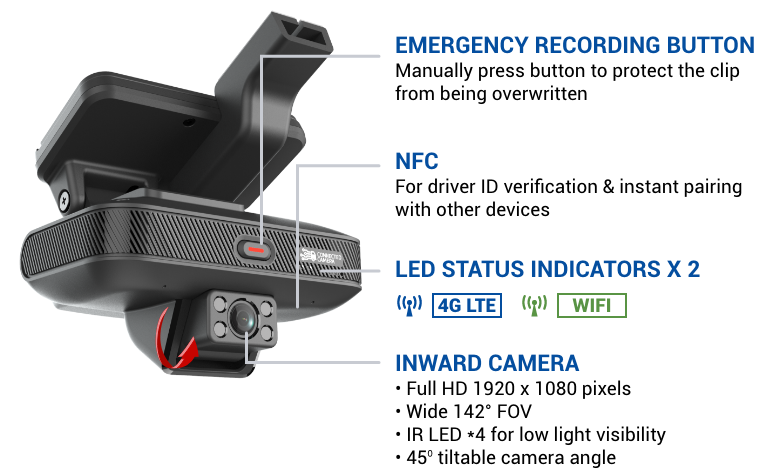 EMERGENCY RECORDING BUTTON
Manually press button to protect the clip
from being overwritten
NFC
For driver ID verification & instant pairing
with other devices
CONNECTED
CAMERA
LED STATUS INDICATORS X 2
4G LTE WIFI
INWARD CAMERA
• Full HD 1920 x 1080 pixels
• Wide 142° FOV
• IR LED *4 for low light visibility
• 45⁰ tiltable camera angle